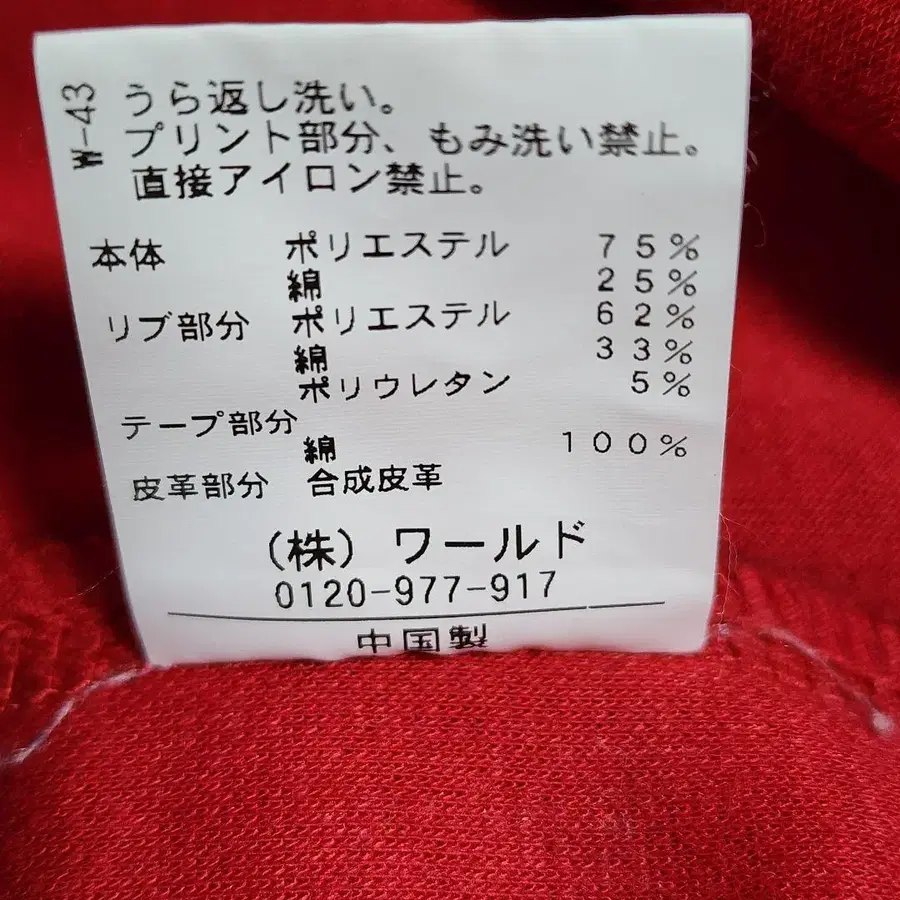 W-43
うら返し洗い。
プリント部分、もみ洗い禁止。
直接アイロン禁止。
本体 ポリエステル 75%
綿 25%
リブ部分 ポリエステル 62%
綿 33%
ポリウレタン 5%
テープ部分
綿 100%
皮革部分 合成皮革
(株) ワールド
0120-977-917
中国製